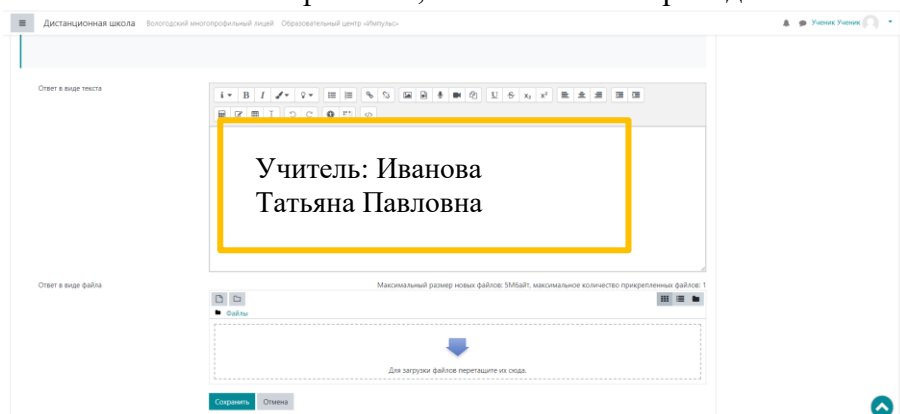 Дистанционная школа Вологодский многопрофильный лицей Образовательный центр «Импульс» Ученик Ученик
Ответ в виде текста
Учитель: Иванова
Татьяна Павловна
Ответ в виде файла
Максимальный размер новых файлов: 5Мбайт, максимальное количество прикрепленных файлов: 1
Файлы
Для загрузки файлов перетащите их сюда.
Сохранить Отмена